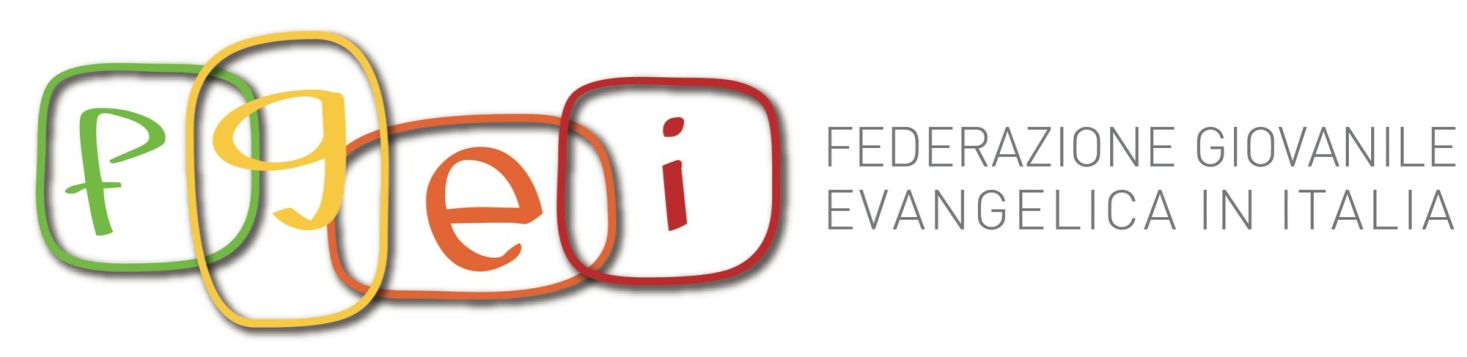 fgei
FEDERAZIONE GIOVANILE
EVANGELICA IN ITALIA